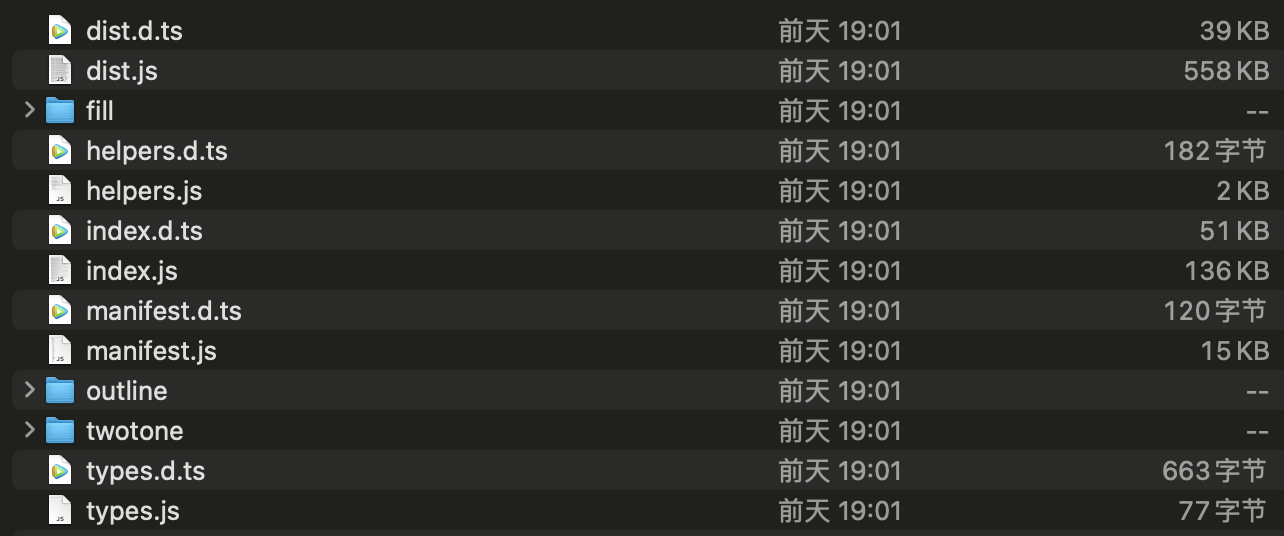 dist.d.ts 前天 19:01 39 KB
dist.js 前天 19:01 558 KB
fill 前天 19:01 --
helpers.d.ts 前天 19:01 182 字节
helpers.js 前天 19:01 2 KB
index.d.ts 前天 19:01 51 KB
index.js 前天 19:01 136 KB
manifest.d.ts 前天 19:01 120 字节
manifest.js 前天 19:01 15 KB
outline 前天 19:01 --
twotone 前天 19:01 --
types.d.ts 前天 19:01 663 字节
types.js 前天 19:01 77 字节